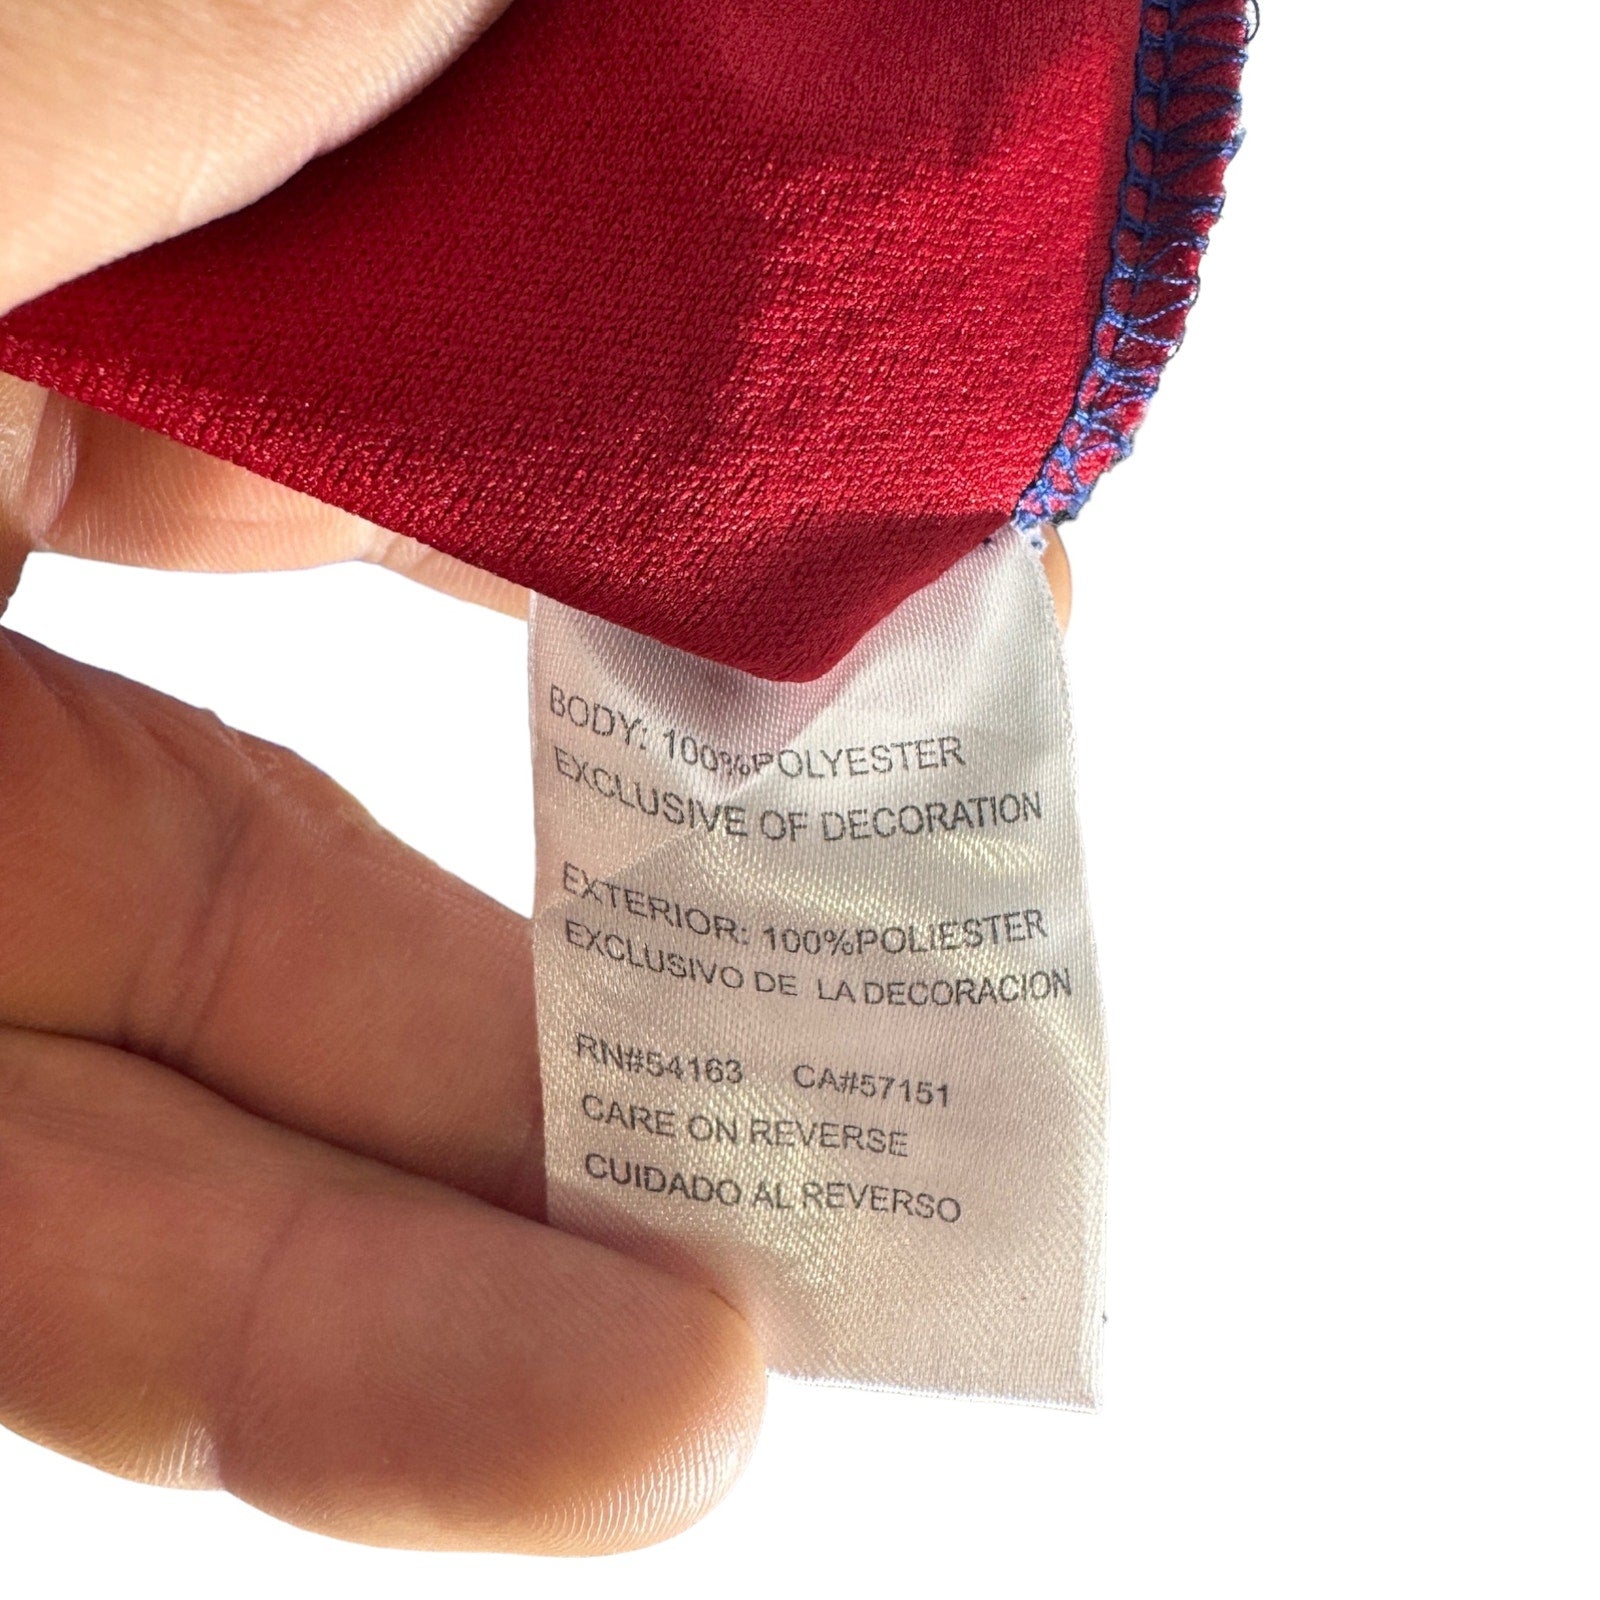 BODY: 100%POLYESTER
EXCLUSIVE OF DECORATION
EXTERIOR: 100%POLIESTER
EXCLUSIVO DE LA DECORACION
RN#54163 CA#57151
CARE ON REVERSE
CUIDADO AL REVERSO